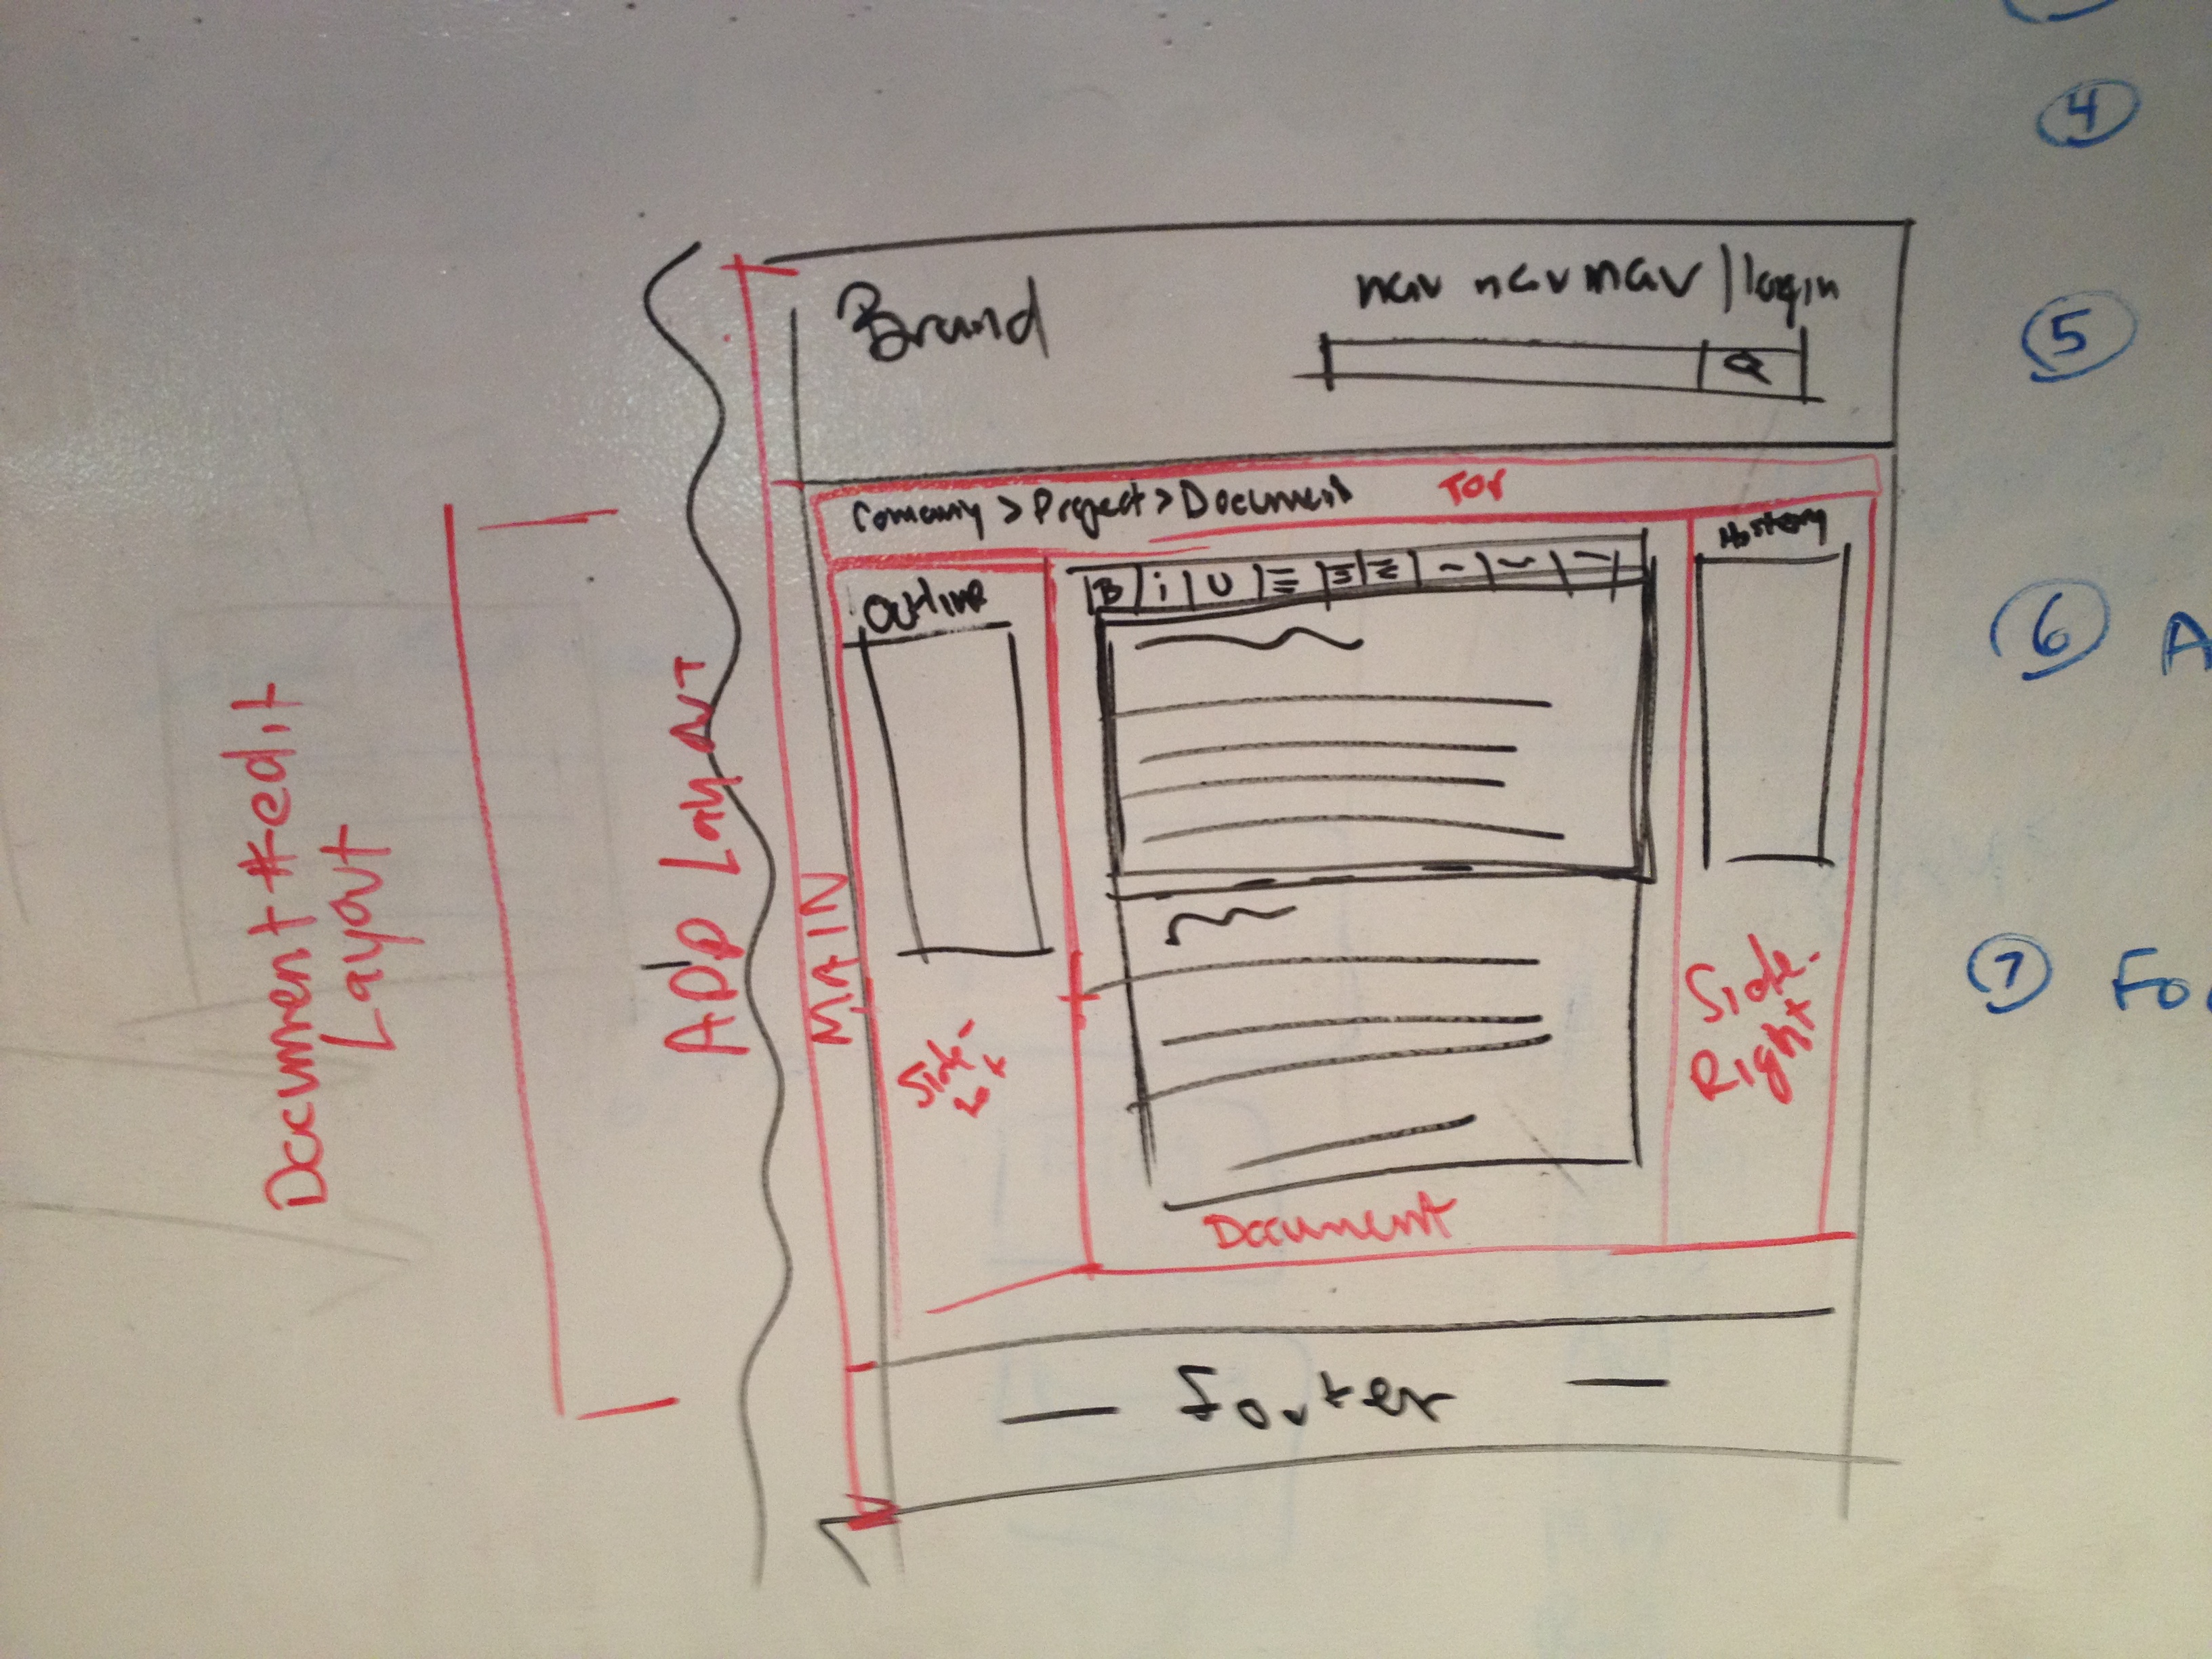 4
Brand
nav nav nav | login
Q
5
Company > Project > Document
TOP
History
B | i | U
Outline
6 A
Document # edit
Layout
APP Layout
MAIN
Side-
Side-
Right
7 Fo
Document
— Footer —